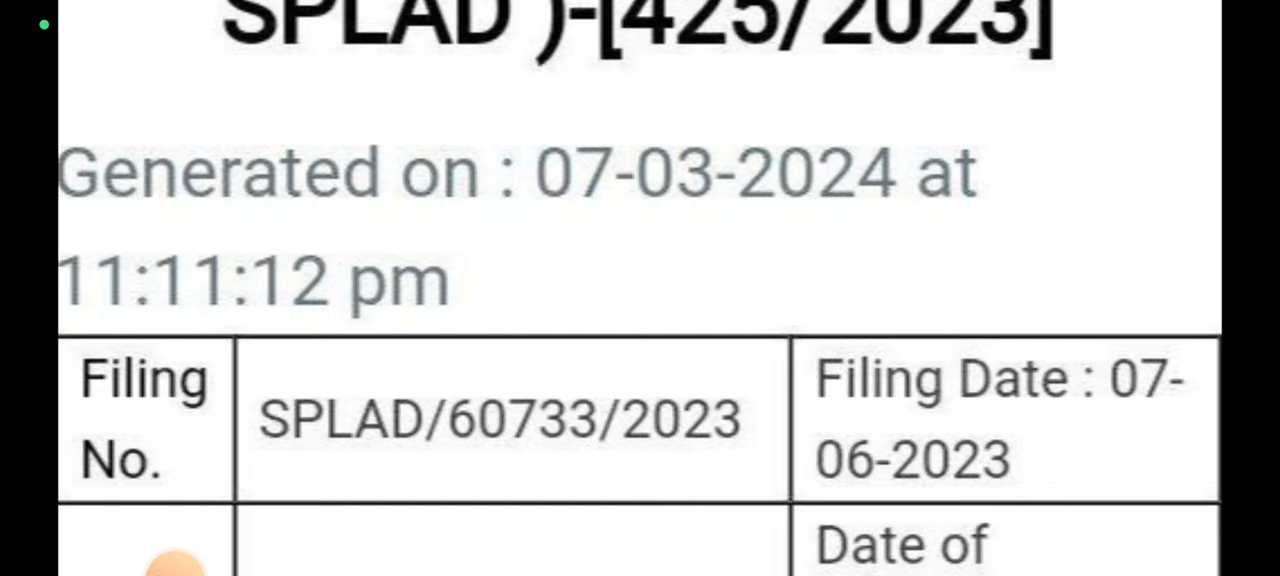 SPLAD )-[425/2023]
Generated on : 07-03-2024 at
11:11:12 pm
Filing
No.
SPLAD/60733/2023
Filing Date : 07-
06-2023
Date of